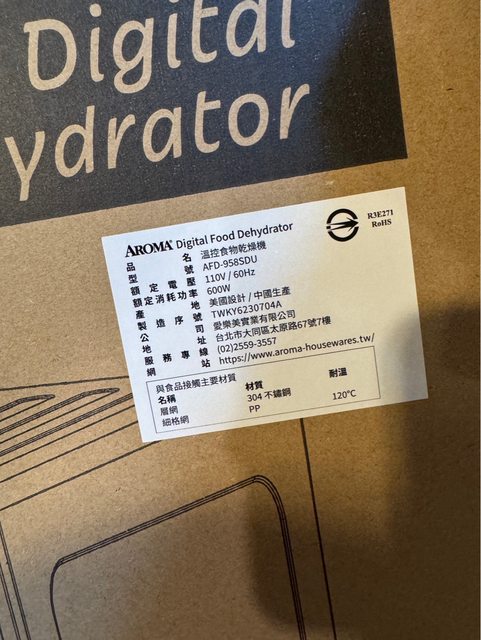 Digital
ydrator
AROMA Digital Food Dehydrator
R3E271
RoHS
品名 溫控食物乾燥機
型號 AFD-958SDU
額定電壓 110V / 60Hz
額定消耗功率 600W
產地 美國設計 / 中國生產
製造序號 TWKY6230704A
公司 愛樂美實業有限公司
地址 台北市大同區太原路67號7樓
服務專線 (02)2559-3557
網站 https://www.aroma-housewares.tw/
與食品接觸主要材質
名稱 材質 耐溫
層網 304 不鏽鋼
細格網 PP 120°C